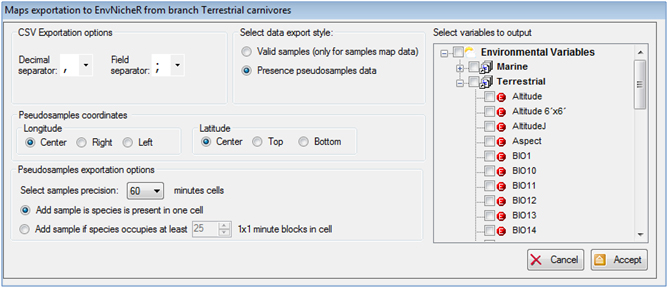 Maps exportation to EnvNicheR from branch Terrestrial carnivores
CSV Exportation options
Decimal separator: ,
Field separator: ;
Select data export style:
Valid samples (only for samples map data)
Presence pseudosamples data
Pseudosamples coordinates
Longitude
Center Right Left
Latitude
Center Top Bottom
Pseudosamples exportation options
Select samples precision: 60 minutes cells
Add sample is species is present in one cell
Add sample if species occupies at least 25 1x1 minute blocks in cell
Select variables to output
Environmental Variables
Marine
Terrestrial
E Altitude
E Altitude 6'x6'
E AltitudeJ
E Aspect
E BIO1
E BIO10
E BIO11
E BIO12
E BIO13
E BIO14
Cancel Accept